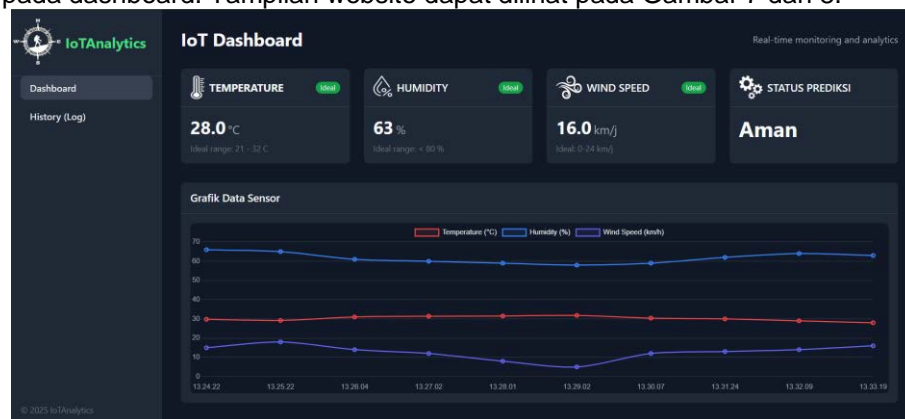 pada dashboard. Tampilan website dapat dilihat pada Gambar 7 dan 8.
IoTAnalytics
IoT Dashboard
Real-time monitoring and analytics
Dashboard
History (Log)
TEMPERATURE
Ideal
28.0 °C
Ideal range: 21 - 32 C
HUMIDITY
Ideal
63 %
Ideal range: < 80 %
WIND SPEED
Ideal
16.0 km/j
Ideal: 0-24 km/j
STATUS PREDIKSI
Aman
Grafik Data Sensor
Temperature (°C) Humidity (%) Wind Speed (km/h)
70
60
50
40
30
20
10
0
13.24.22 13.25.22 13.26.04 13.27.02 13.28.01 13.29.02 13.30.07 13.31.24 13.32.09 13.33.19
© 2025 IoTAnalytics